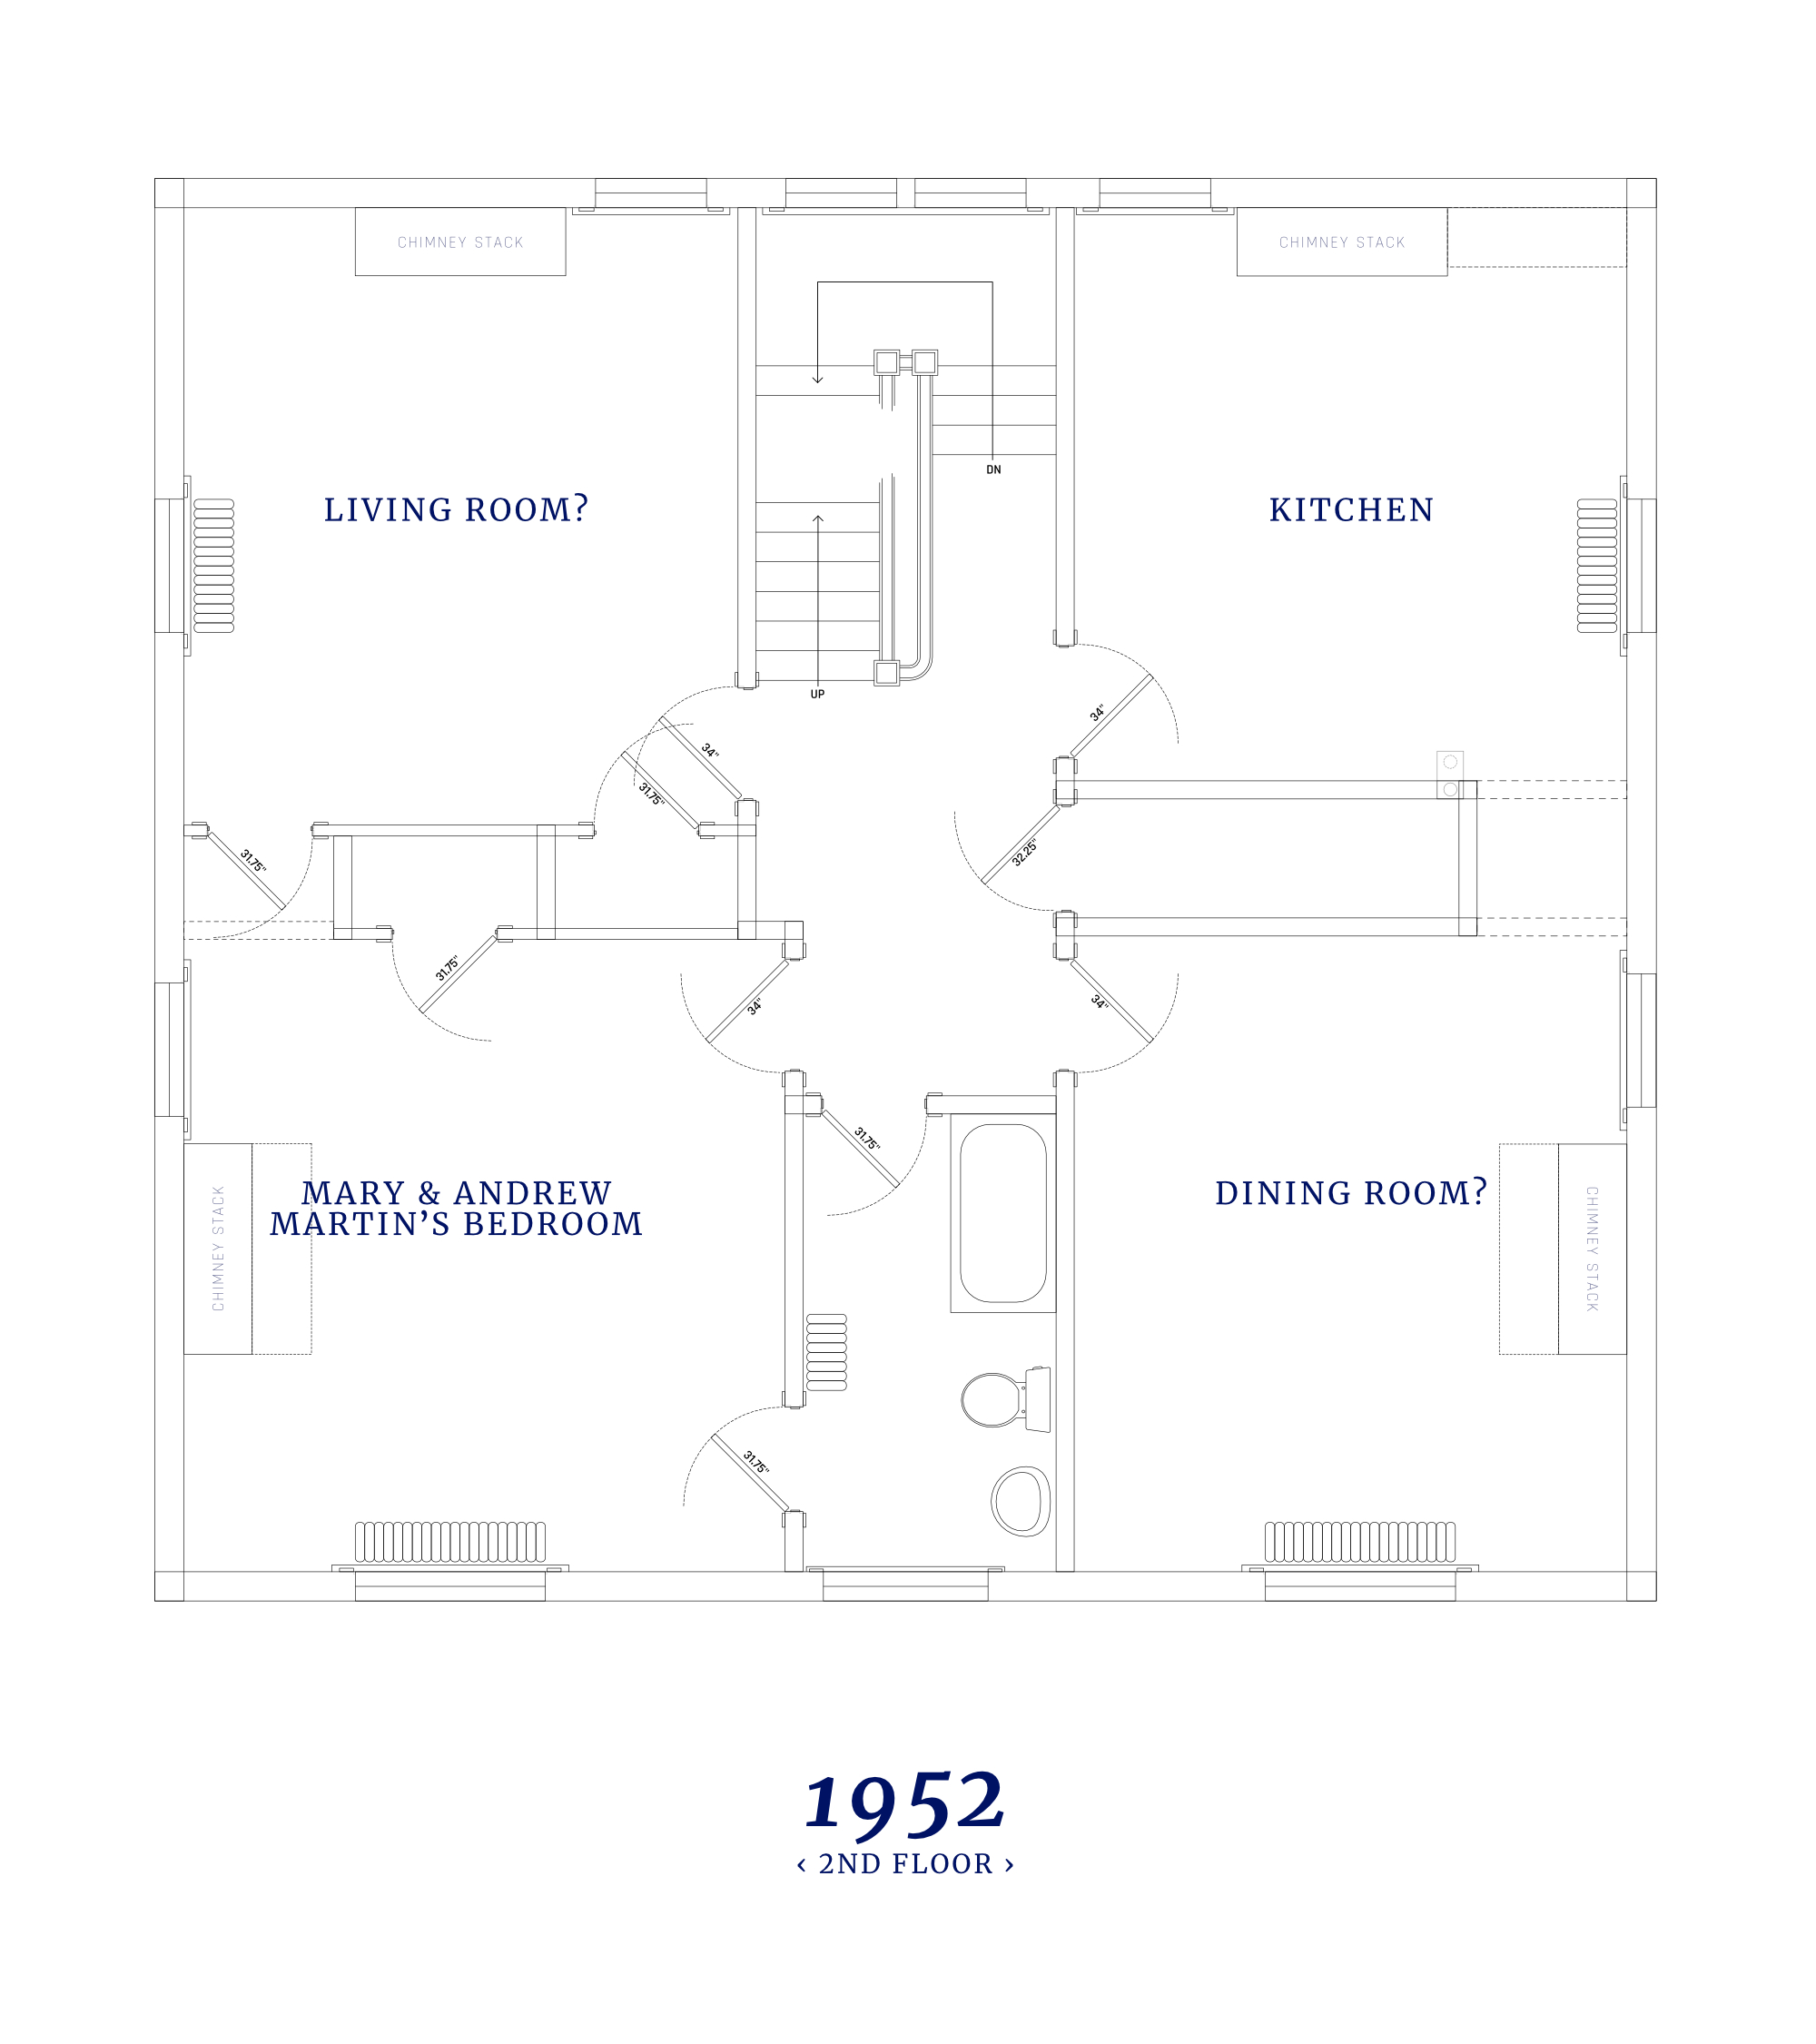 CHIMNEY STACK
CHIMNEY STACK
DN
LIVING ROOM?
KITCHEN
UP
34"
34"
31.75"
31.75"
32.25"
31.75"
34"
34"
31.75"
MARY & ANDREW
MARTIN’S BEDROOM
DINING ROOM?
CHIMNEY STACK
CHIMNEY STACK
31.75"
1952
‹ 2ND FLOOR ›